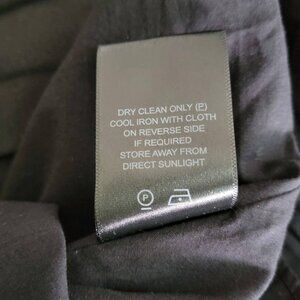 DRY CLEAN ONLY (P)
COOL IRON WITH CLOTH
ON REVERSE SIDE
IF REQUIRED
STORE AWAY FROM
DIRECT SUNLIGHT
P